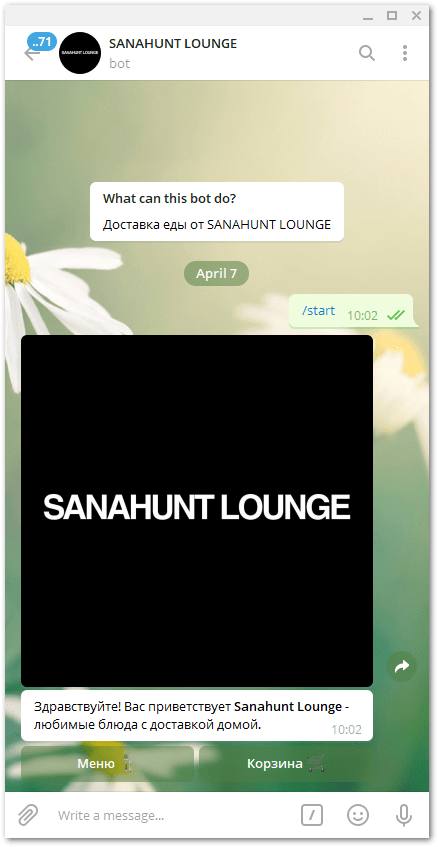 ..71
SANAHUNT LOUNGE
SANAHUNT LOUNGE
bot
What can this bot do?
Доставка еды от SANAHUNT LOUNGE
April 7
/start 10:02
SANAHUNT LOUNGE
Здравствуйте! Вас приветствует Sanahunt Lounge -
любимые блюда с доставкой домой.
10:02
Меню 🍴 Корзина 🛒
Write a message...